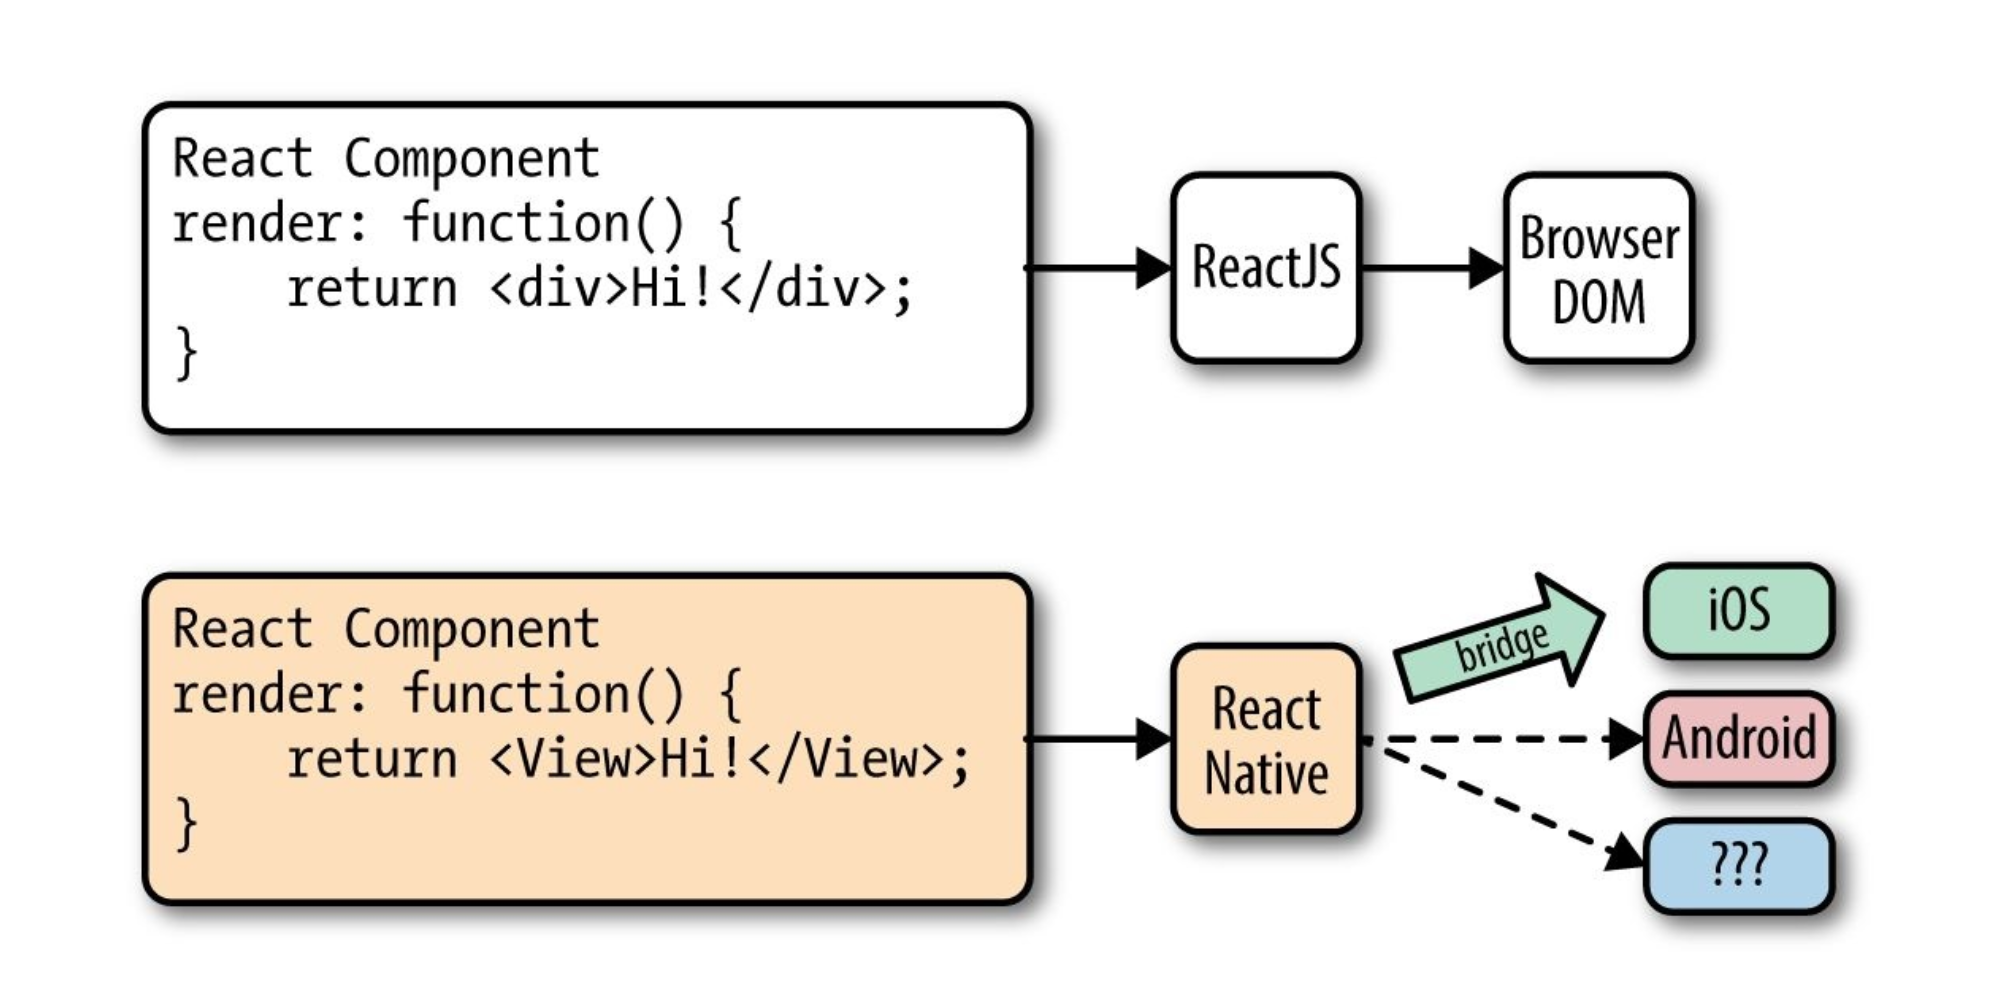 React Component
render: function() {
    return <div>Hi!</div>;
}
ReactJS
Browser
DOM
React Component
render: function() {
    return <View>Hi!</View>;
}
React
Native
bridge
iOS
Android
???